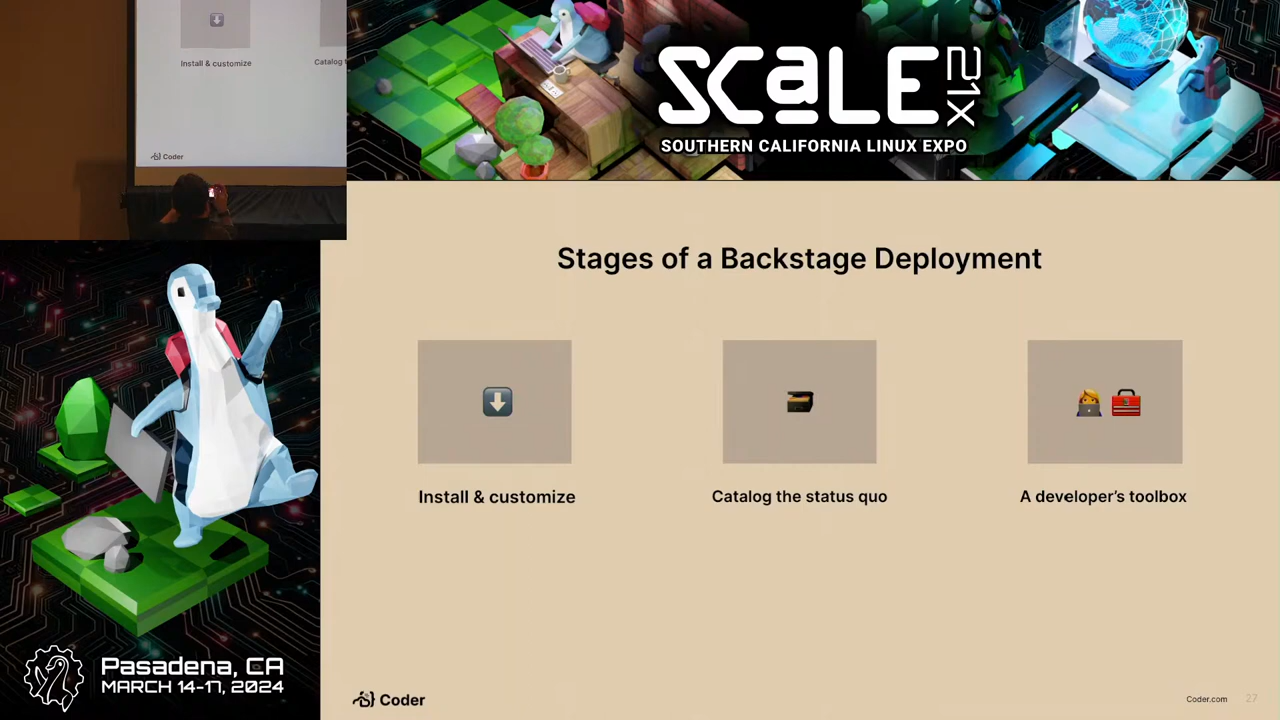 Install & customize
Catalog t
Coder
SCaLE 21x
SOUTHERN CALIFORNIA LINUX EXPO
Stages of a Backstage Deployment
Install & customize
Catalog the status quo
A developer's toolbox
Pasadena, CA
MARCH 14-17, 2024
Coder
Coder.com
27